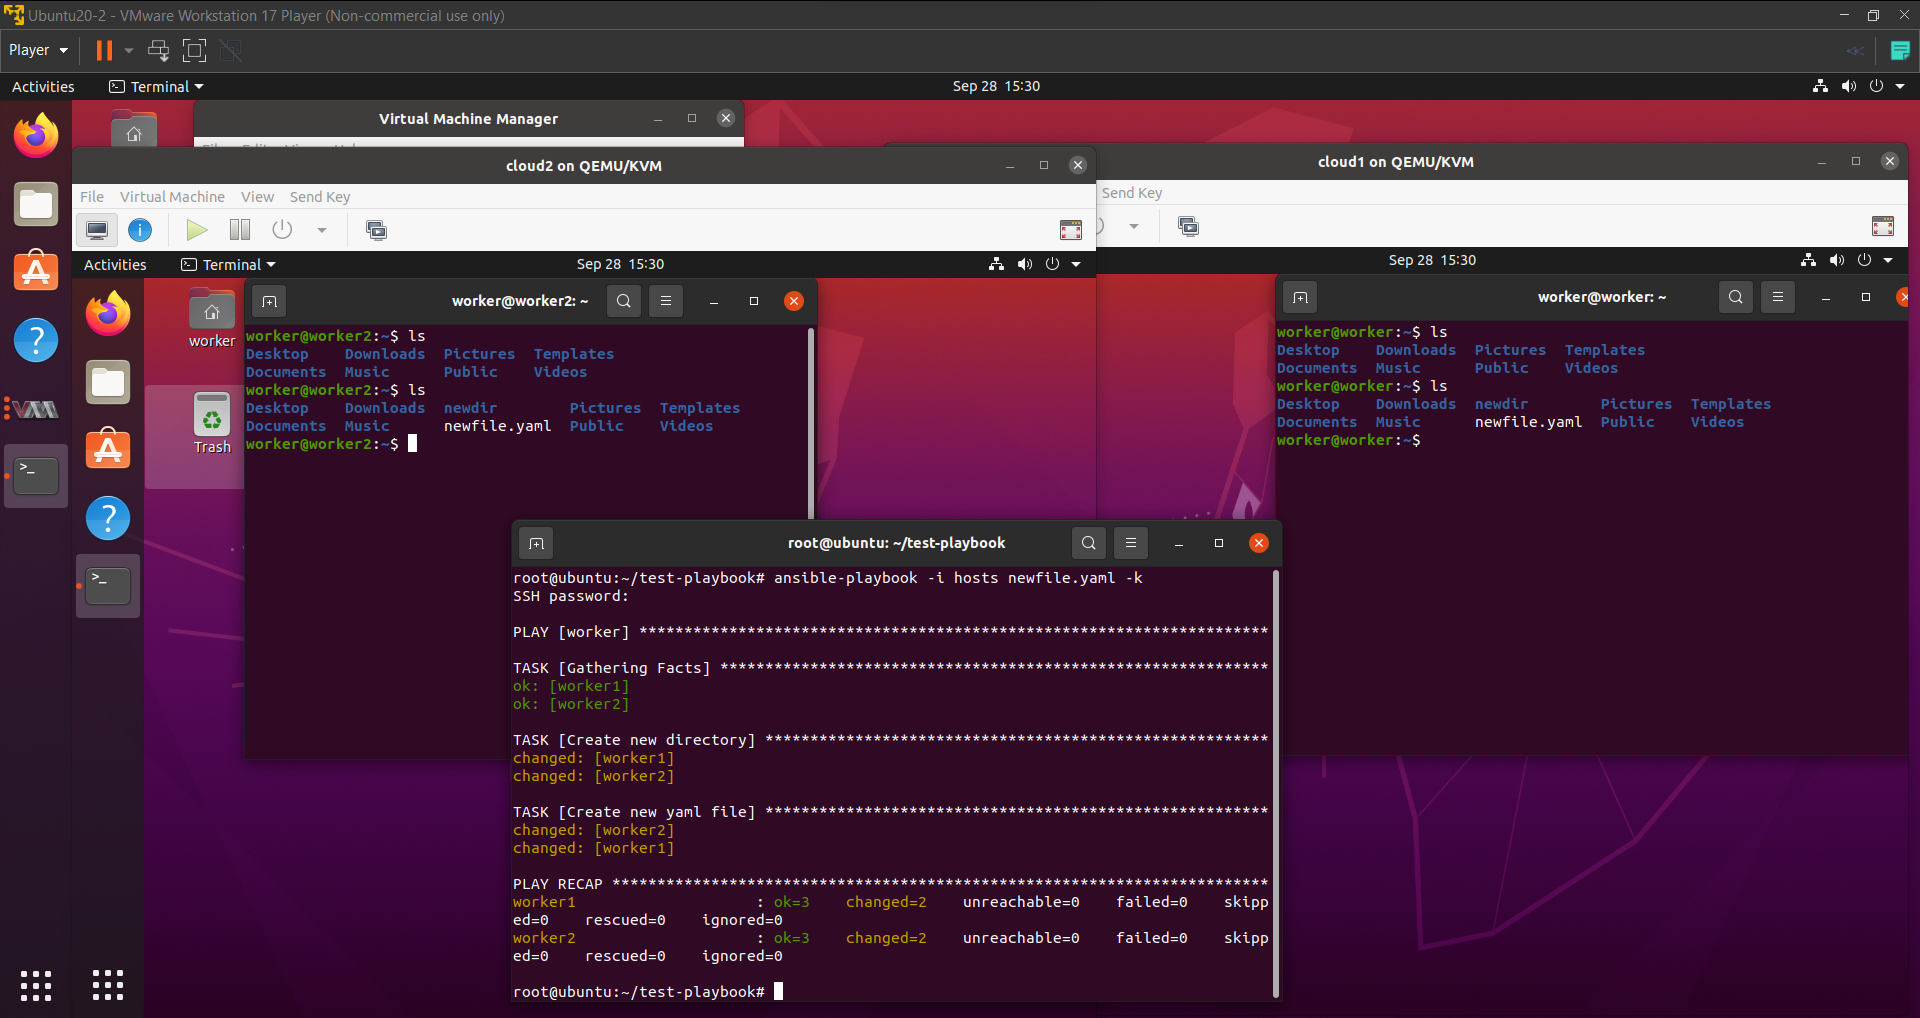 Ubuntu20-2 - VMware Workstation 17 Player (Non-commercial use only)
Player
Activities
Terminal
Sep 28 15:30
Virtual Machine Manager
cloud2 on QEMU/KVM
File Virtual Machine View Send Key
Activities
Terminal
Sep 28 15:30
worker
Trash
worker@worker2: ~
worker@worker2:~$ ls
Desktop Downloads Pictures Templates
Documents Music Public Videos
worker@worker2:~$ ls
Desktop Downloads newdir Pictures Templates
Documents Music newfile.yaml Public Videos
worker@worker2:~$
cloud1 on QEMU/KVM
Send Key
Sep 28 15:30
worker@worker: ~
worker@worker:~$ ls
Desktop Downloads Pictures Templates
Documents Music Public Videos
worker@worker:~$ ls
Desktop Downloads newdir Pictures Templates
Documents Music newfile.yaml Public Videos
worker@worker:~$
root@ubuntu: ~/test-playbook
root@ubuntu:~/test-playbook# ansible-playbook -i hosts newfile.yaml -k
SSH password:
PLAY [worker] **********************************************************************
TASK [Gathering Facts] *************************************************************
ok: [worker1]
ok: [worker2]
TASK [Create new directory] ********************************************************
changed: [worker1]
changed: [worker2]
TASK [Create new yaml file] ********************************************************
changed: [worker2]
changed: [worker1]
PLAY RECAP *************************************************************************
worker1 : ok=3 changed=2 unreachable=0 failed=0 skipp
ed=0 rescued=0 ignored=0
worker2 : ok=3 changed=2 unreachable=0 failed=0 skipp
ed=0 rescued=0 ignored=0
root@ubuntu:~/test-playbook#